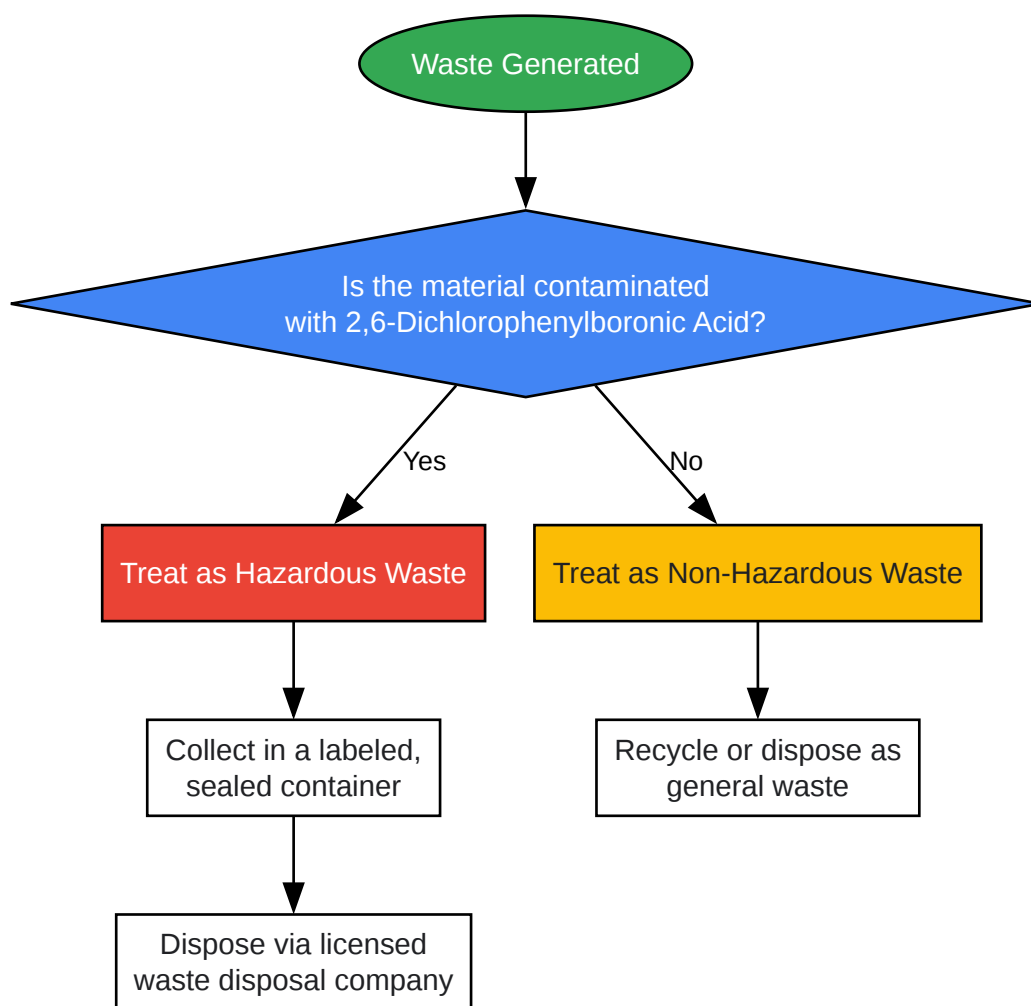 Waste Generated
Is the material contaminated
with 2,6-Dichlorophenylboronic Acid?
Yes
No
Treat as Hazardous Waste
Treat as Non-Hazardous Waste
Collect in a labeled,
sealed container
Recycle or dispose as
general waste
Dispose via licensed
waste disposal company